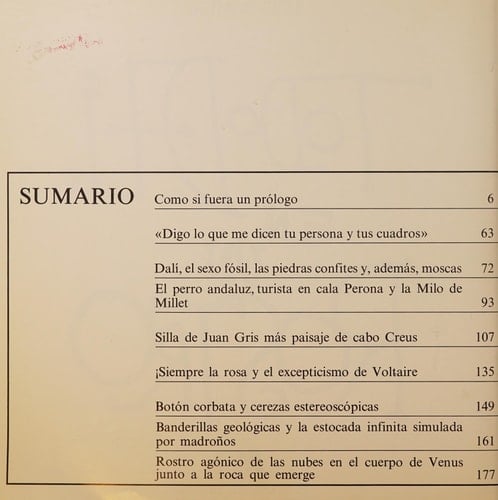 SUMARIO
Como si fuera un prólogo 6
«Digo lo que me dicen tu persona y tus cuadros» 63
Dalí, el sexo fósil, las piedras confites y, además, moscas 72
El perro andaluz, turista en cala Perona y la Milo de
Millet 93
Silla de Juan Gris más paisaje de cabo Creus 107
¡Siempre la rosa y el excepticismo de Voltaire 135
Botón corbata y cerezas estereoscópicas 149
Banderillas geológicas y la estocada infinita simulada
por madroños 161
Rostro agónico de las nubes en el cuerpo de Venus
junto a la roca que emerge 177